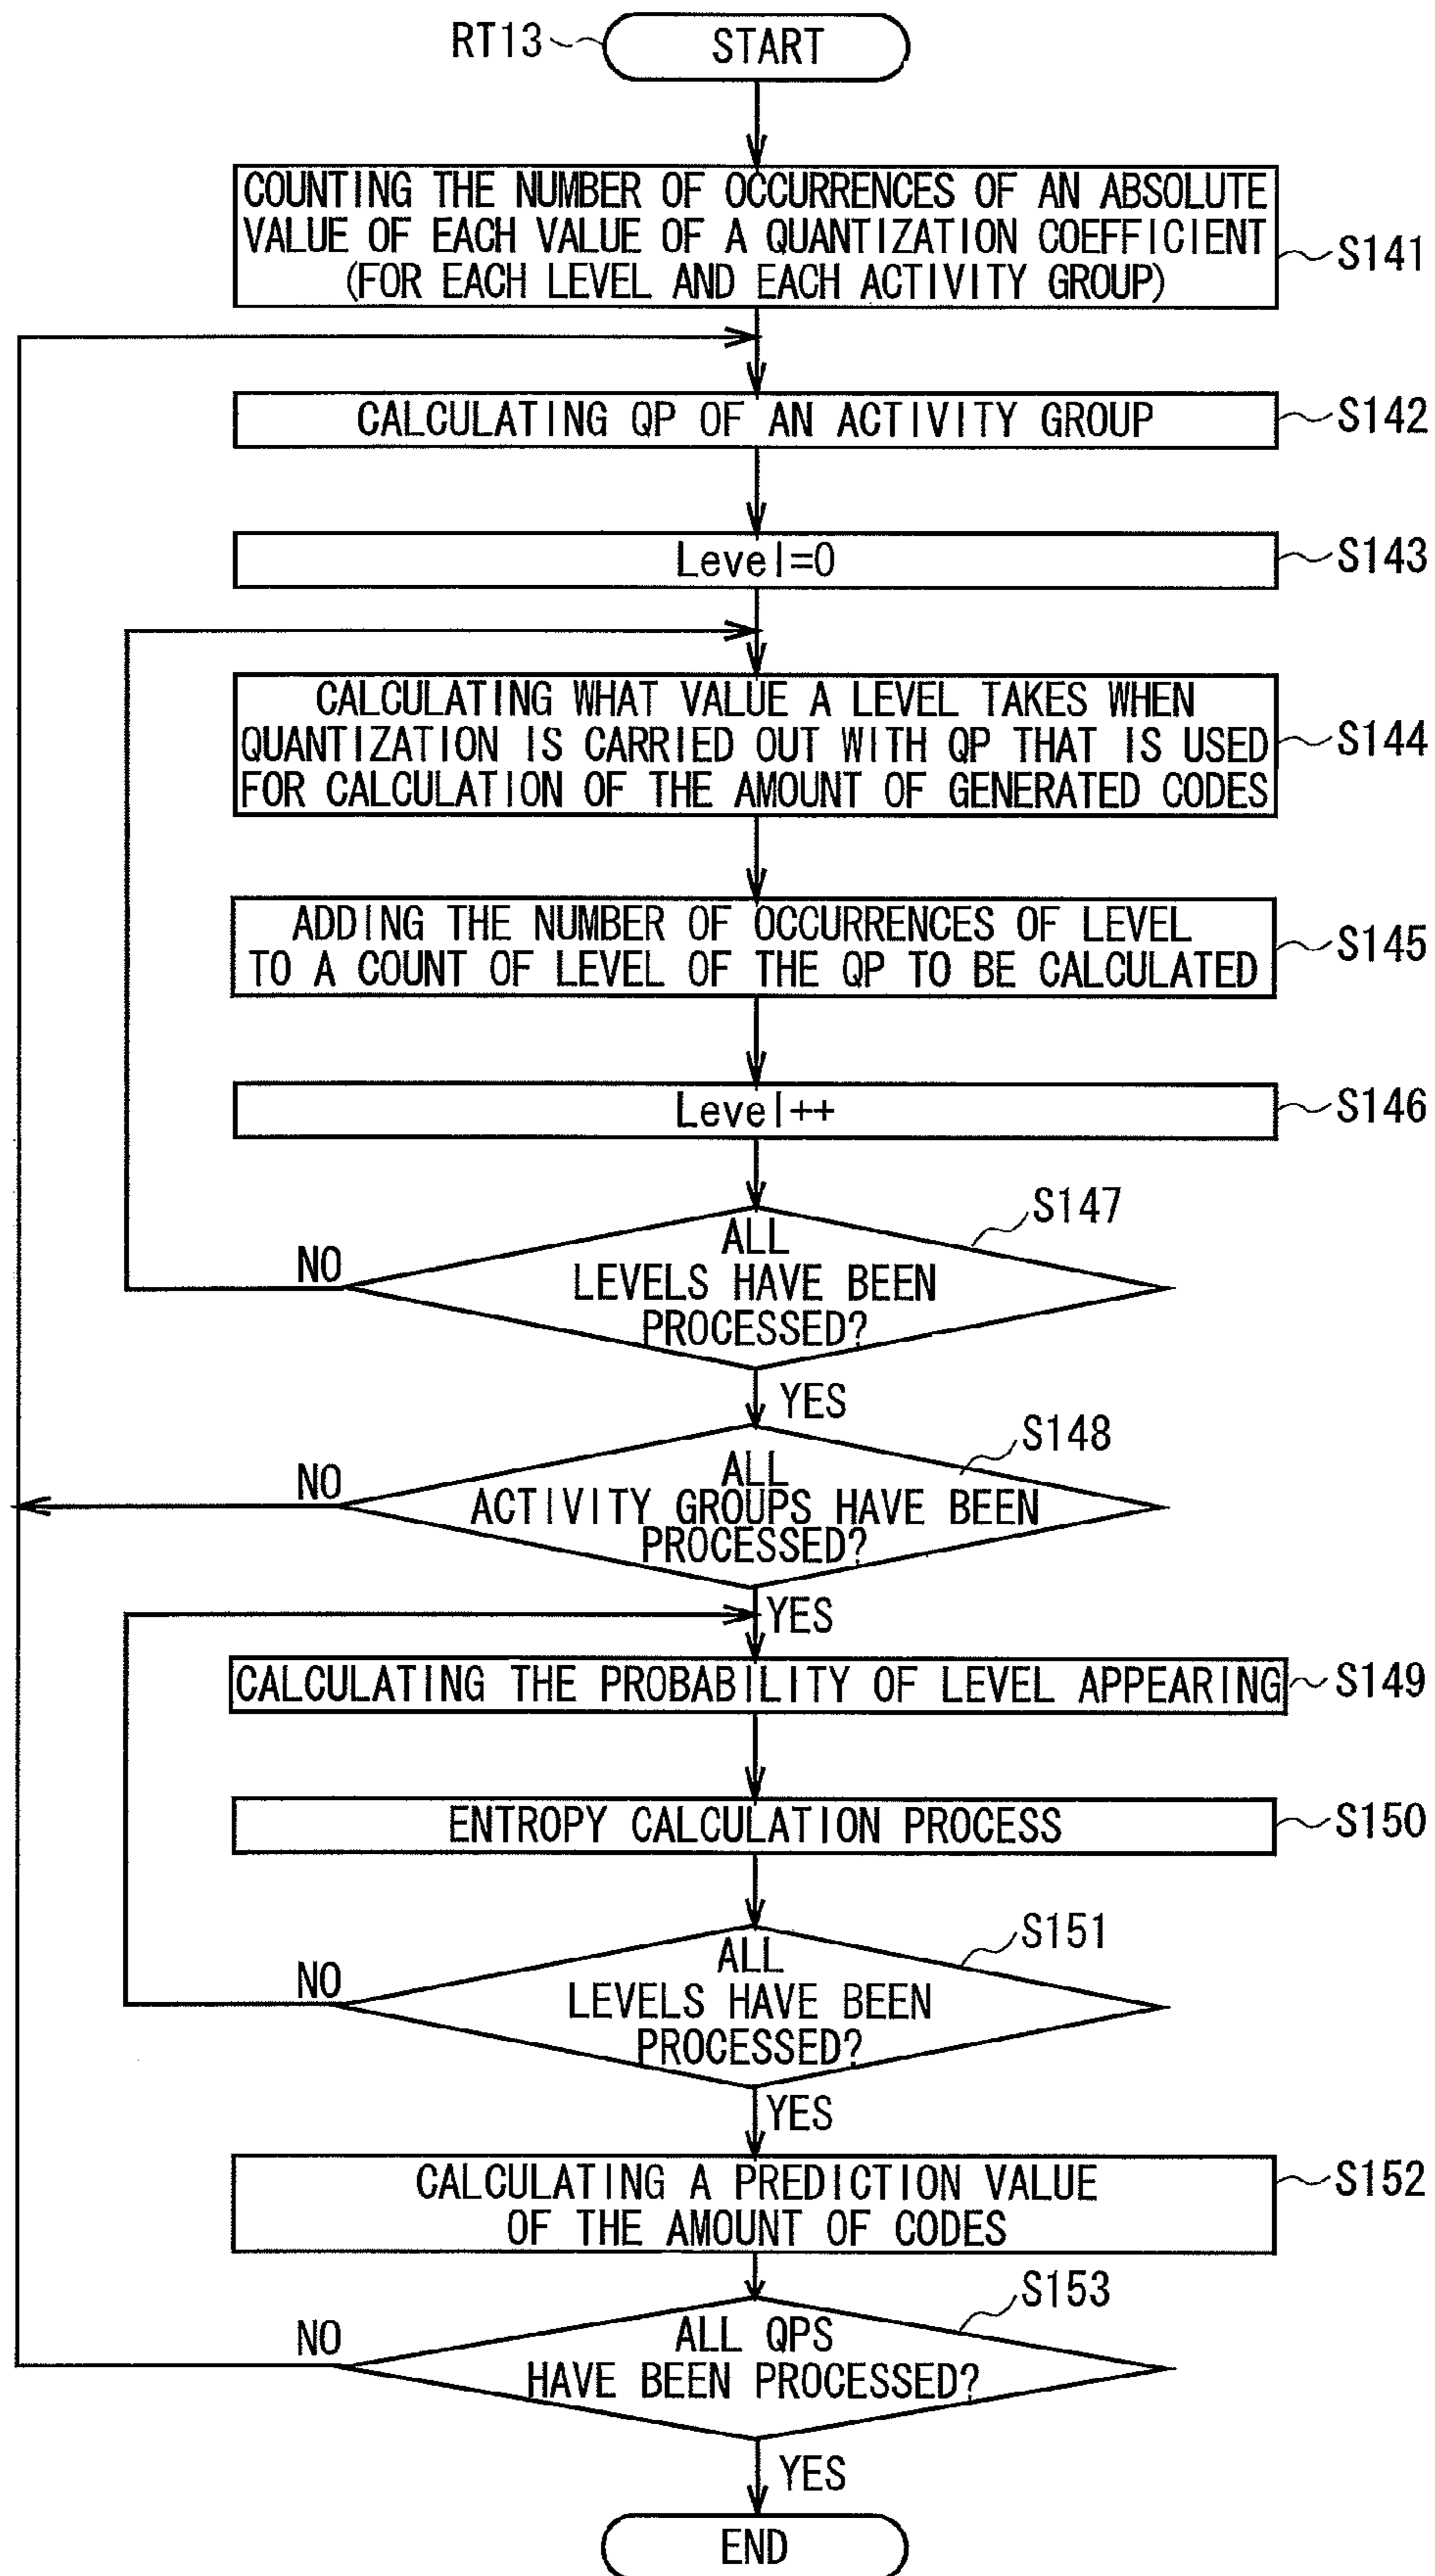 RT13
START
COUNTING THE NUMBER OF OCCURRENCES OF AN ABSOLUTE
VALUE OF EACH VALUE OF A QUANTIZATION COEFFICIENT
(FOR EACH LEVEL AND EACH ACTIVITY GROUP)
S141
CALCULATING QP OF AN ACTIVITY GROUP
S142
Level=0
S143
CALCULATING WHAT VALUE A LEVEL TAKES WHEN
QUANTIZATION IS CARRIED OUT WITH QP THAT IS USED
FOR CALCULATION OF THE AMOUNT OF GENERATED CODES
S144
ADDING THE NUMBER OF OCCURRENCES OF LEVEL
TO A COUNT OF LEVEL OF THE QP TO BE CALCULATED
S145
Level++
S146
S147
ALL
LEVELS HAVE BEEN
PROCESSED?
NO
YES
S148
ALL
ACTIVITY GROUPS HAVE BEEN
PROCESSED?
NO
YES
CALCULATING THE PROBABILITY OF LEVEL APPEARING
S149
ENTROPY CALCULATION PROCESS
S150
S151
ALL
LEVELS HAVE BEEN
PROCESSED?
NO
YES
CALCULATING A PREDICTION VALUE
OF THE AMOUNT OF CODES
S152
S153
ALL QPS
HAVE BEEN PROCESSED?
NO
YES
END